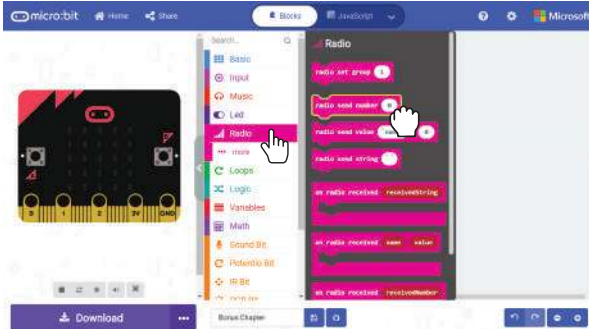 micro:bit
Home
Share
Blocks
JavaScript
Microsoft
Search...
Basic
Input
Music
Led
Radio
more
Loops
Logic
Variables
Math
Sound Bit
Potentio Bit
IR Bit
Radio
radio set group 1
radio send number 0
radio send value 0
radio send string
on radio received receivedString
on radio received name value
on radio received receivedNumber
0 1 2 3V GND
Download
Bonus Chapter